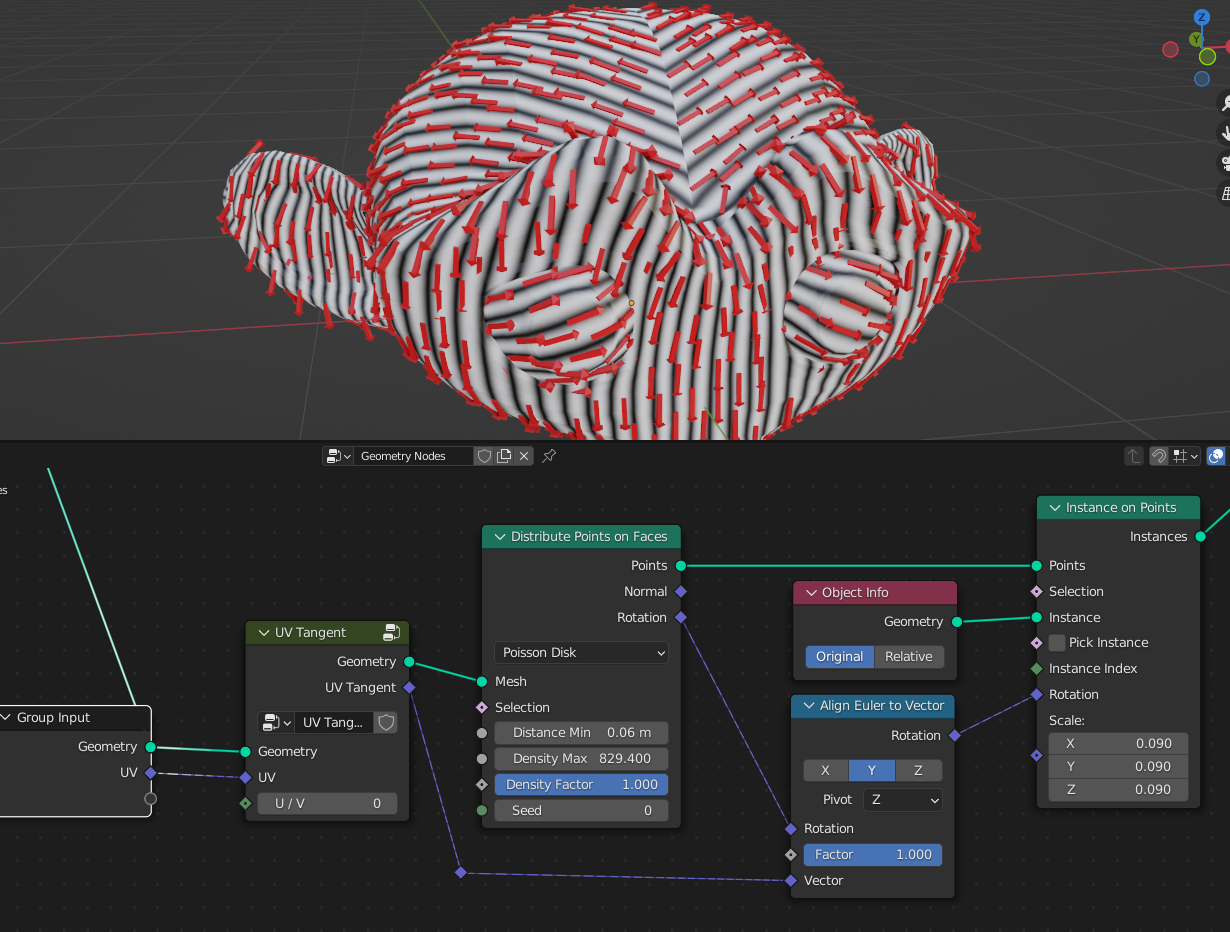 Z
Y
Geometry Nodes
es
Group Input
Geometry
UV
UV Tangent
Geometry
UV Tangent
UV Tang...
Geometry
UV
U / V 0
Distribute Points on Faces
Points
Normal
Rotation
Poisson Disk
Mesh
Selection
Distance Min 0.06 m
Density Max 829.400
Density Factor 1.000
Seed 0
Object Info
Geometry
Original Relative
Align Euler to Vector
Rotation
X Y Z
Pivot Z
Rotation
Factor 1.000
Vector
Instance on Points
Instances
Points
Selection
Instance
Pick Instance
Instance Index
Rotation
Scale:
X 0.090
Y 0.090
Z 0.090